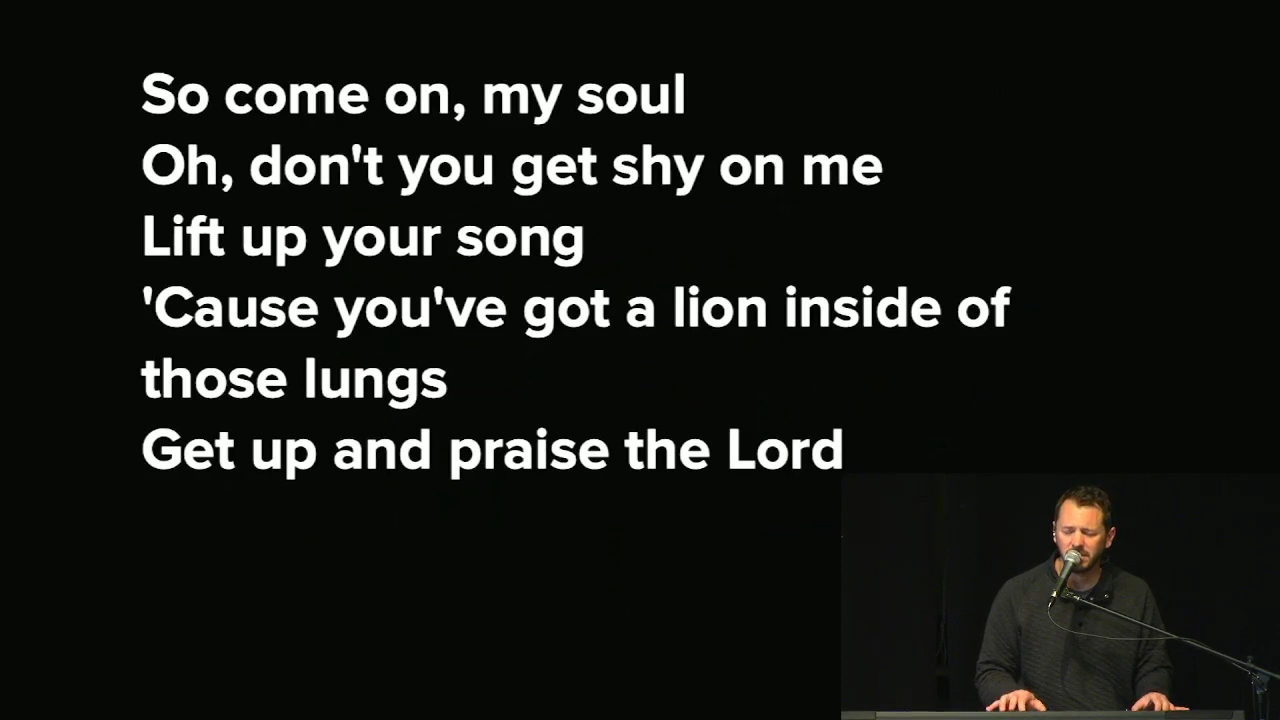 So come on, my soul
Oh, don't you get shy on me
Lift up your song
'Cause you've got a lion inside of
those lungs
Get up and praise the Lord